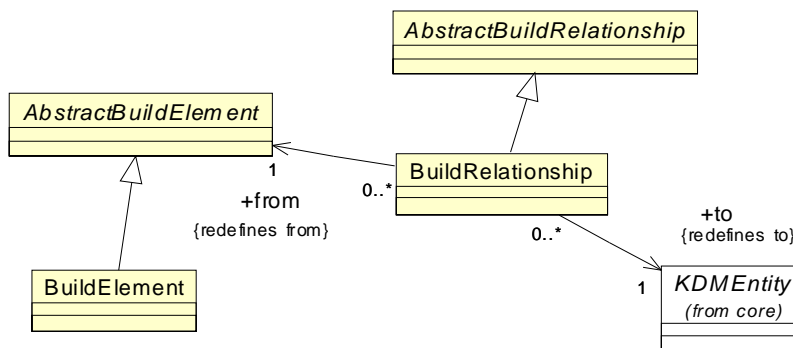 AbstractBuildRelationship
AbstractBuildElement
BuildRelationship
1
0..*
+from
{redefines from}
0..*
+to
{redefines to}
BuildElement
1
KDMEntity
(from core)